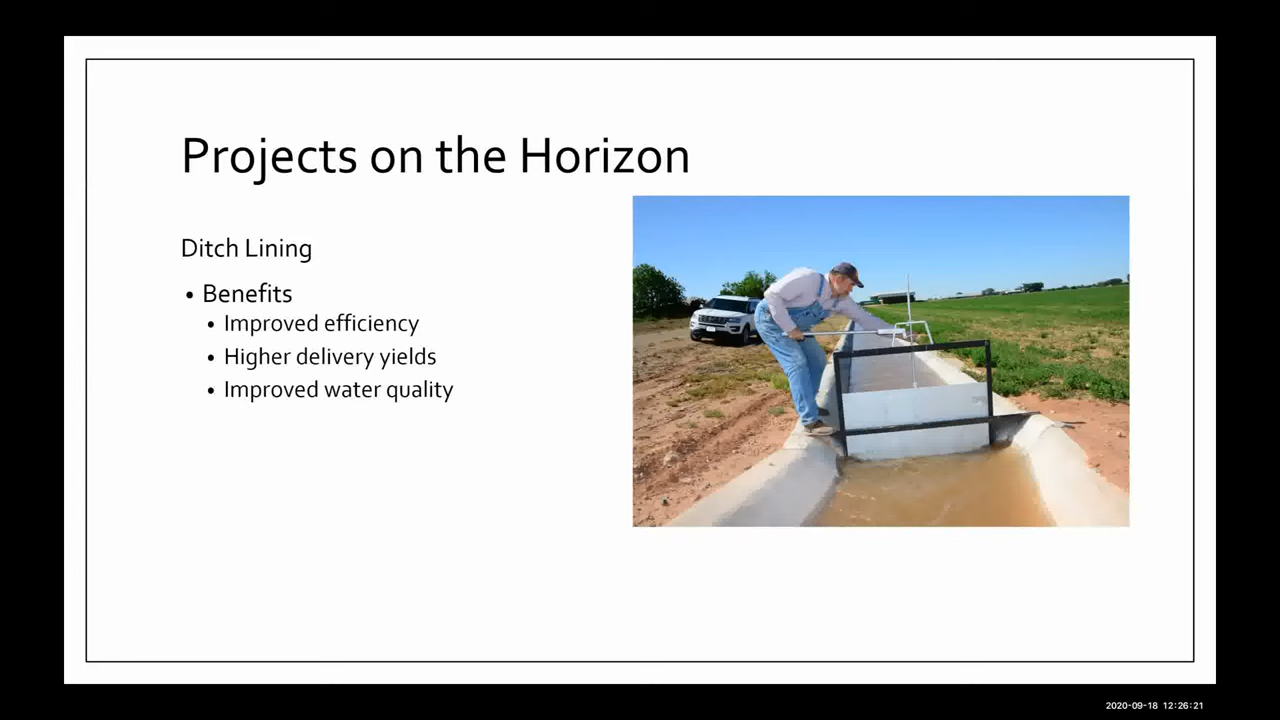 Projects on the Horizon
Ditch Lining
• Benefits
• Improved efficiency
• Higher delivery yields
• Improved water quality
2020-09-18 12:26:21